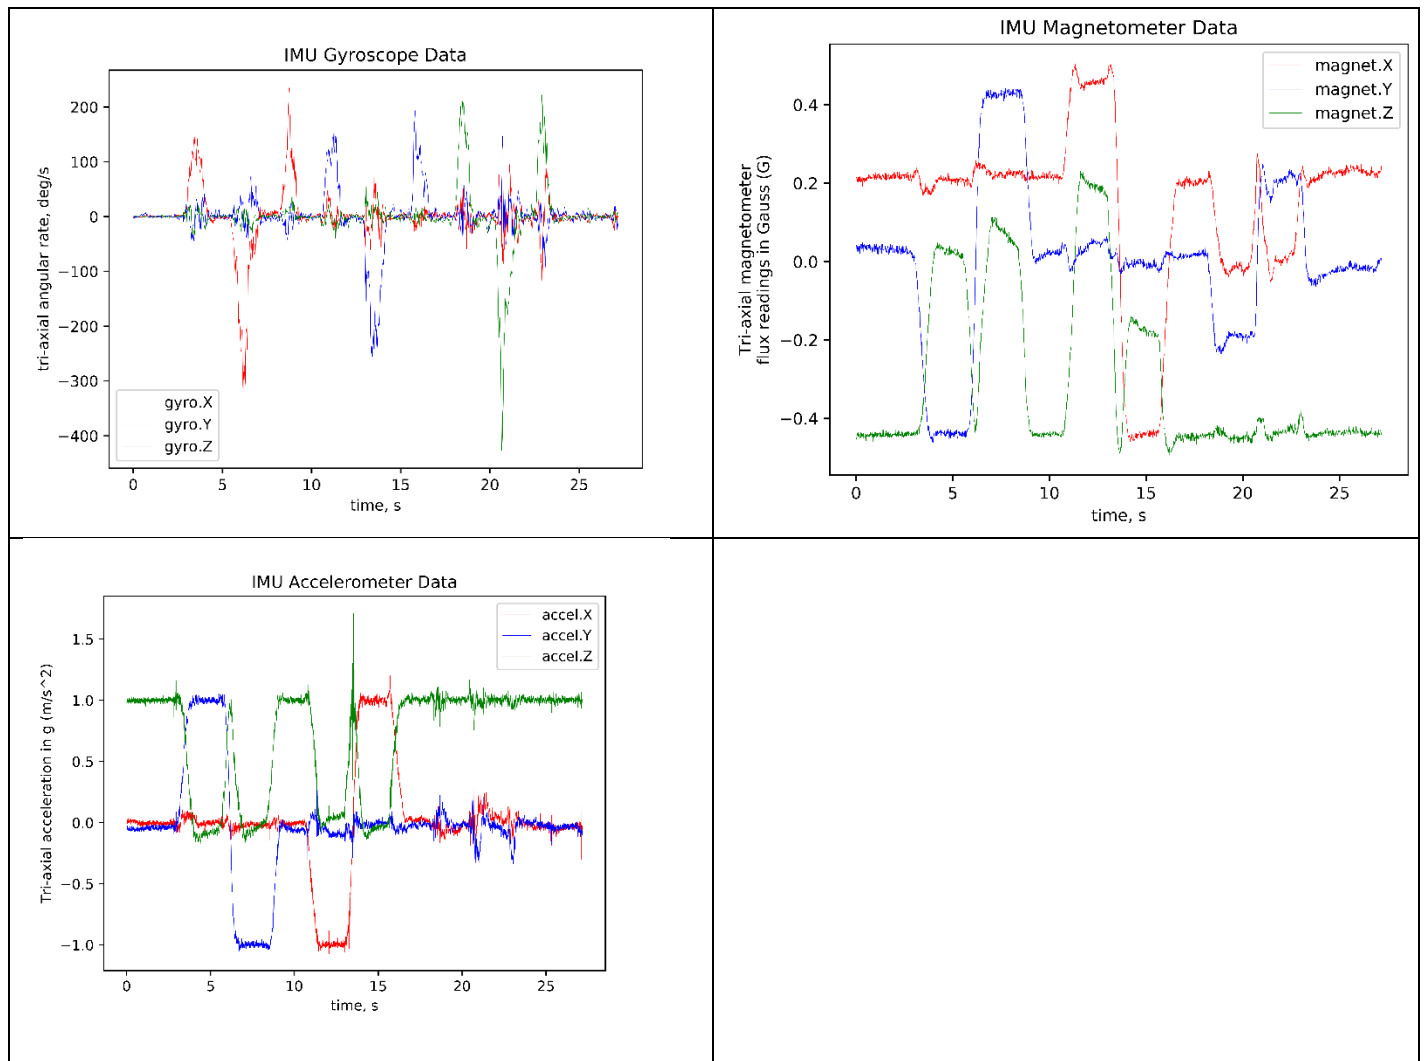 IMU Gyroscope Data
tri-axial angular rate, deg/s
200
100
0
−100
−200
−300
−400
gyro.X
gyro.Y
gyro.Z
0 5 10 15 20 25
time, s
IMU Magnetometer Data
Tri-axial magnetometer
flux readings in Gauss (G)
0.4
0.2
0.0
−0.2
−0.4
magnet.X
magnet.Y
magnet.Z
0 5 10 15 20 25
time, s
IMU Accelerometer Data
Tri-axial acceleration in g (m/s^2)
1.5
1.0
0.5
0.0
−0.5
−1.0
accel.X
accel.Y
accel.Z
0 5 10 15 20 25
time, s